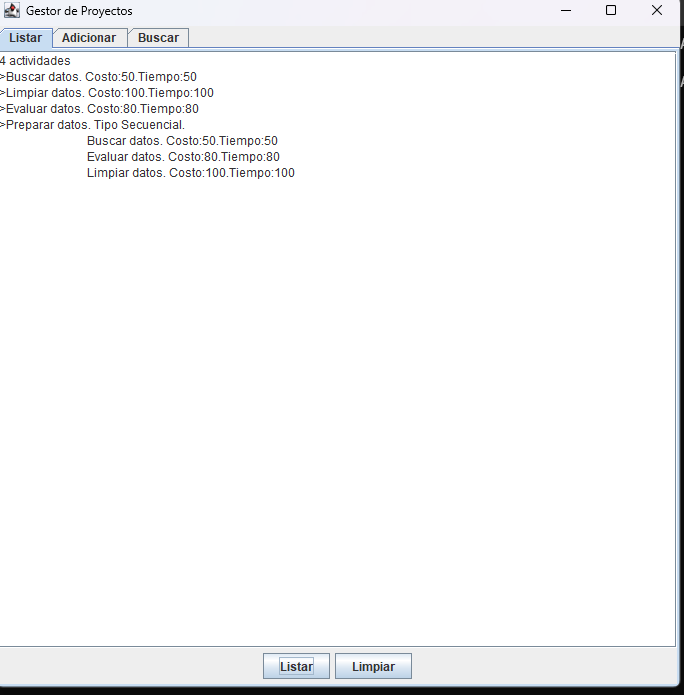 Gestor de Proyectos
Listar Adicionar Buscar
4 actividades
>Buscar datos. Costo:50.Tiempo:50
>Limpiar datos. Costo:100.Tiempo:100
>Evaluar datos. Costo:80.Tiempo:80
>Preparar datos. Tipo Secuencial.
Buscar datos. Costo:50.Tiempo:50
Evaluar datos. Costo:80.Tiempo:80
Limpiar datos. Costo:100.Tiempo:100
Listar Limpiar